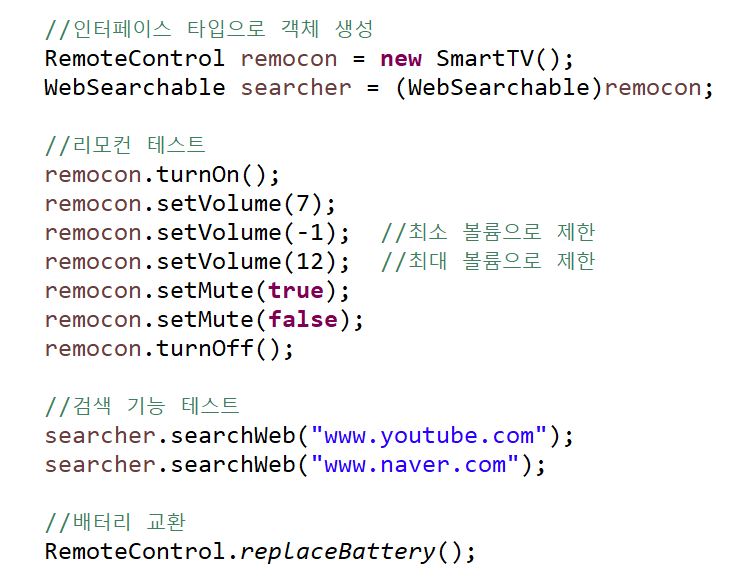 //인터페이스 타입으로 객체 생성
RemoteControl remocon = new SmartTV();
WebSearchable searcher = (WebSearchable)remocon;
//리모컨 테스트
remocon.turnOn();
remocon.setVolume(7);
remocon.setVolume(-1);  //최소 볼륨으로 제한
remocon.setVolume(12);  //최대 볼륨으로 제한
remocon.setMute(true);
remocon.setMute(false);
remocon.turnOff();
//검색 기능 테스트
searcher.searchWeb("www.youtube.com");
searcher.searchWeb("www.naver.com");
//배터리 교환
RemoteControl.replaceBattery();